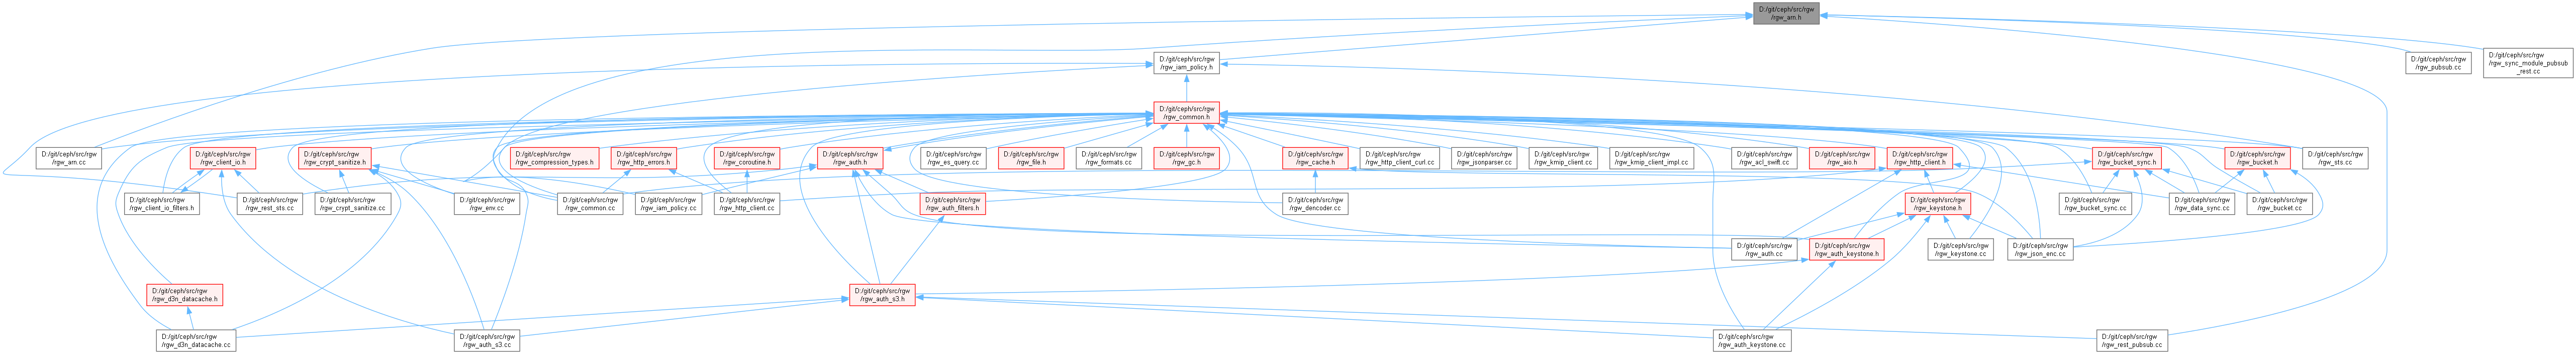 D:/git/ceph/src/rgw
/rgw_arn.h
D:/git/ceph/src/rgw
/rgw_iam_policy.h
D:/git/ceph/src/rgw
/rgw_pubsub.cc
D:/git/ceph/src/rgw
/rgw_sync_module_pubsub
_rest.cc
D:/git/ceph/src/rgw
/rgw_common.h
D:/git/ceph/src/rgw
/rgw_arn.cc
D:/git/ceph/src/rgw
/rgw_client_io.h
D:/git/ceph/src/rgw
/rgw_crypt_sanitize.h
D:/git/ceph/src/rgw
/rgw_compression_types.h
D:/git/ceph/src/rgw
/rgw_http_errors.h
D:/git/ceph/src/rgw
/rgw_coroutine.h
D:/git/ceph/src/rgw
/rgw_auth.h
D:/git/ceph/src/rgw
/rgw_es_query.cc
D:/git/ceph/src/rgw
/rgw_file.h
D:/git/ceph/src/rgw
/rgw_formats.cc
D:/git/ceph/src/rgw
/rgw_gc.h
D:/git/ceph/src/rgw
/rgw_cache.h
D:/git/ceph/src/rgw
/rgw_http_client_curl.cc
D:/git/ceph/src/rgw
/rgw_jsonparser.cc
D:/git/ceph/src/rgw
/rgw_kmip_client_impl.cc
D:/git/ceph/src/rgw
/rgw_acl_swift.cc
D:/git/ceph/src/rgw
/rgw_aio.h
D:/git/ceph/src/rgw
/rgw_http_client.h
D:/git/ceph/src/rgw
/rgw_bucket_sync.h
D:/git/ceph/src/rgw
/rgw_bucket.h
D:/git/ceph/src/rgw
/rgw_sts.cc
D:/git/ceph/src/rgw
/rgw_client_io_filters.h
D:/git/ceph/src/rgw
/rgw_rest_sts.cc
D:/git/ceph/src/rgw
/rgw_crypt_sanitize.cc
D:/git/ceph/src/rgw
/rgw_env.cc
D:/git/ceph/src/rgw
/rgw_common.cc
D:/git/ceph/src/rgw
/rgw_iam_policy.cc
D:/git/ceph/src/rgw
/rgw_http_client.cc
D:/git/ceph/src/rgw
/rgw_auth_filters.h
D:/git/ceph/src/rgw
/rgw_dencoder.cc
D:/git/ceph/src/rgw
/rgw_keystone.h
D:/git/ceph/src/rgw
/rgw_bucket_sync.cc
D:/git/ceph/src/rgw
/rgw_data_sync.cc
D:/git/ceph/src/rgw
/rgw_bucket.cc
D:/git/ceph/src/rgw
/rgw_auth.cc
D:/git/ceph/src/rgw
/rgw_auth_keystone.h
D:/git/ceph/src/rgw
/rgw_keystone.cc
D:/git/ceph/src/rgw
/rgw_json_enc.cc
D:/git/ceph/src/rgw
/rgw_d3n_datacache.h
D:/git/ceph/src/rgw
/rgw_auth_s3.h
D:/git/ceph/src/rgw
/rgw_d3n_datacache.cc
D:/git/ceph/src/rgw
/rgw_auth_s3.cc
D:/git/ceph/src/rgw
/rgw_auth_keystone.cc
D:/git/ceph/src/rgw
/rgw_rest_pubsub.cc